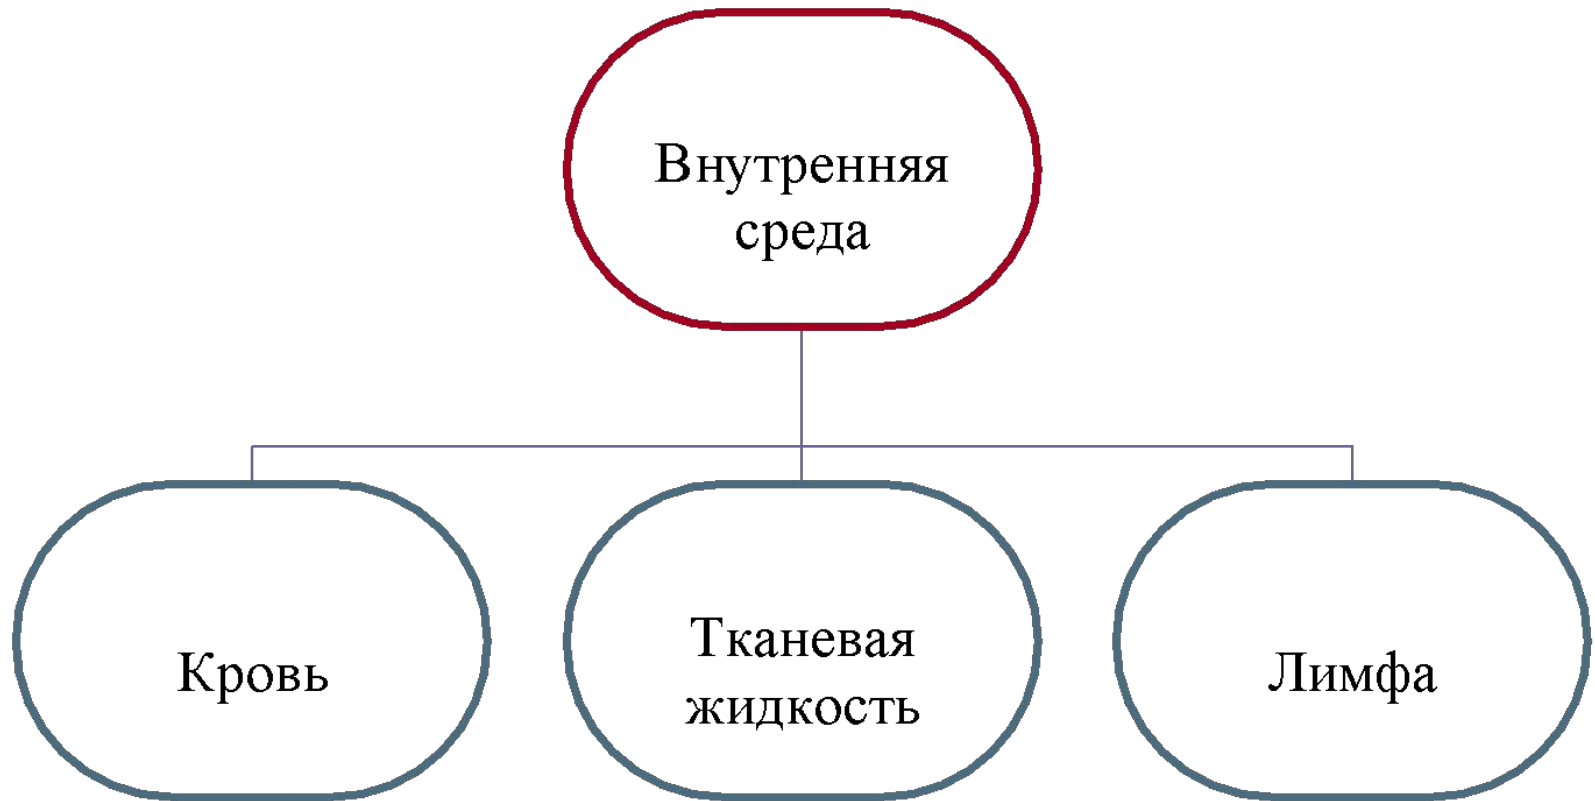 Внутренняя
среда
Кровь
Тканевая
жидкость
Лимфа